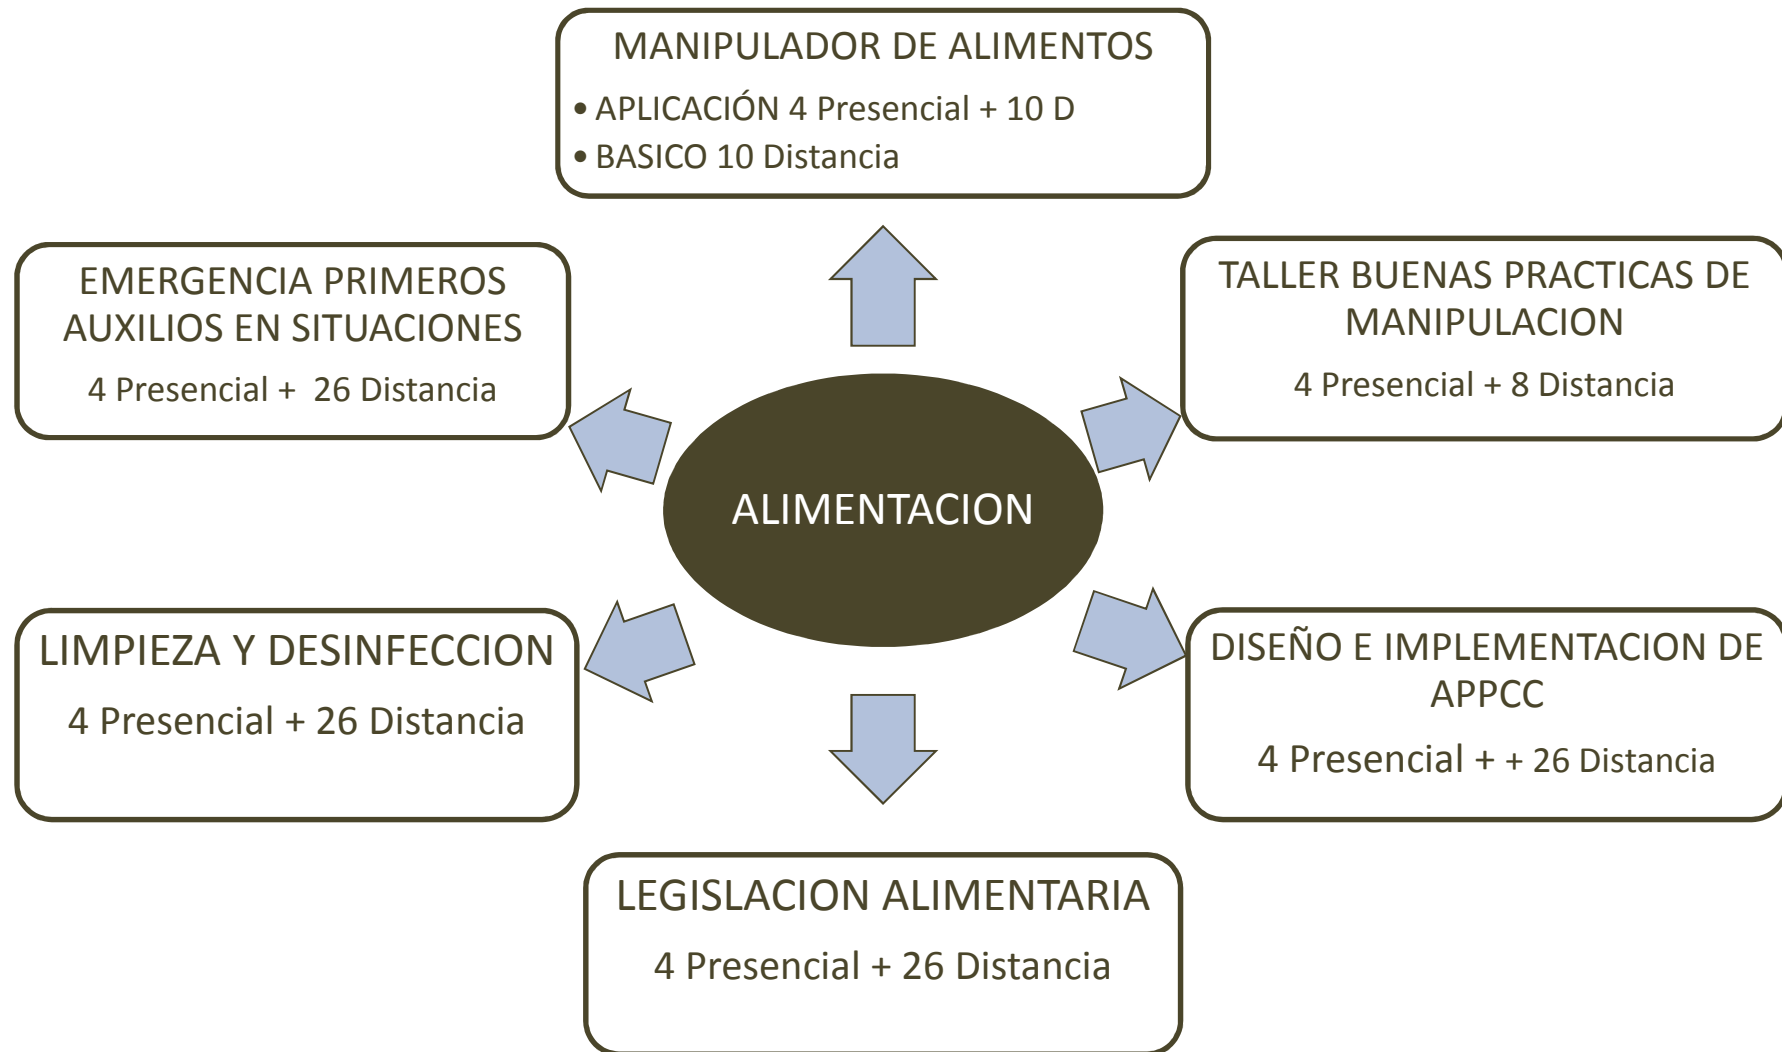 MANIPULADOR DE ALIMENTOS
• APLICACIÓN 4 Presencial + 10 D
• BASICO 10 Distancia
EMERGENCIA PRIMEROS
AUXILIOS EN SITUACIONES
4 Presencial + 26 Distancia
TALLER BUENAS PRACTICAS DE
MANIPULACION
4 Presencial + 8 Distancia
ALIMENTACION
LIMPIEZA Y DESINFECCION
4 Presencial + 26 Distancia
DISEÑO E IMPLEMENTACION DE
APPCC
4 Presencial + + 26 Distancia
LEGISLACION ALIMENTARIA
4 Presencial + 26 Distancia